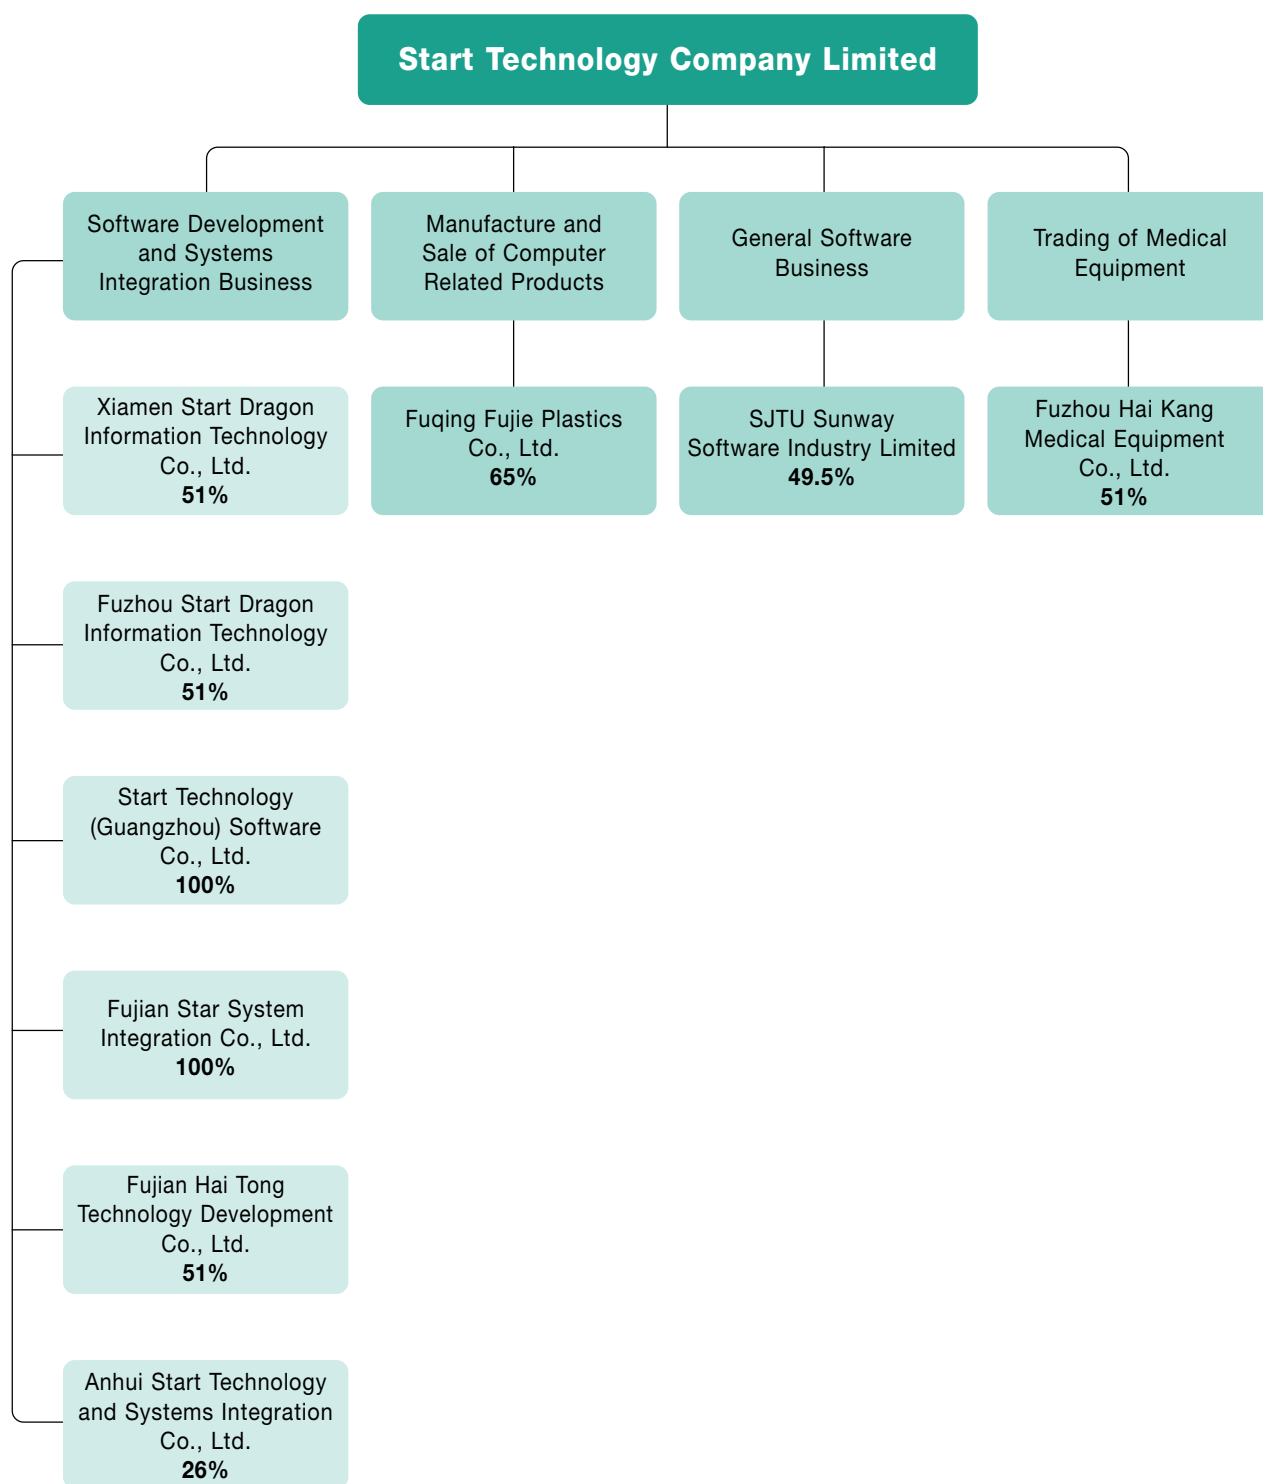 Start Technology Company Limited
Software Development
and Systems
Integration Business
Manufacture and
Sale of Computer
Related Products
General Software
Business
Trading of Medical
Equipment
Xiamen Start Dragon
Information Technology
Co., Ltd.
51%
Fuqing Fujie Plastics
Co., Ltd.
65%
SJTU Sunway
Software Industry Limited
49.5%
Fuzhou Hai Kang
Medical Equipment
Co., Ltd.
51%
Fuzhou Start Dragon
Information Technology
Co., Ltd.
51%
Start Technology
(Guangzhou) Software
Co., Ltd.
100%
Fujian Star System
Integration Co., Ltd.
100%
Fujian Hai Tong
Technology Development
Co., Ltd.
51%
Anhui Start Technology
and Systems Integration
Co., Ltd.
26%